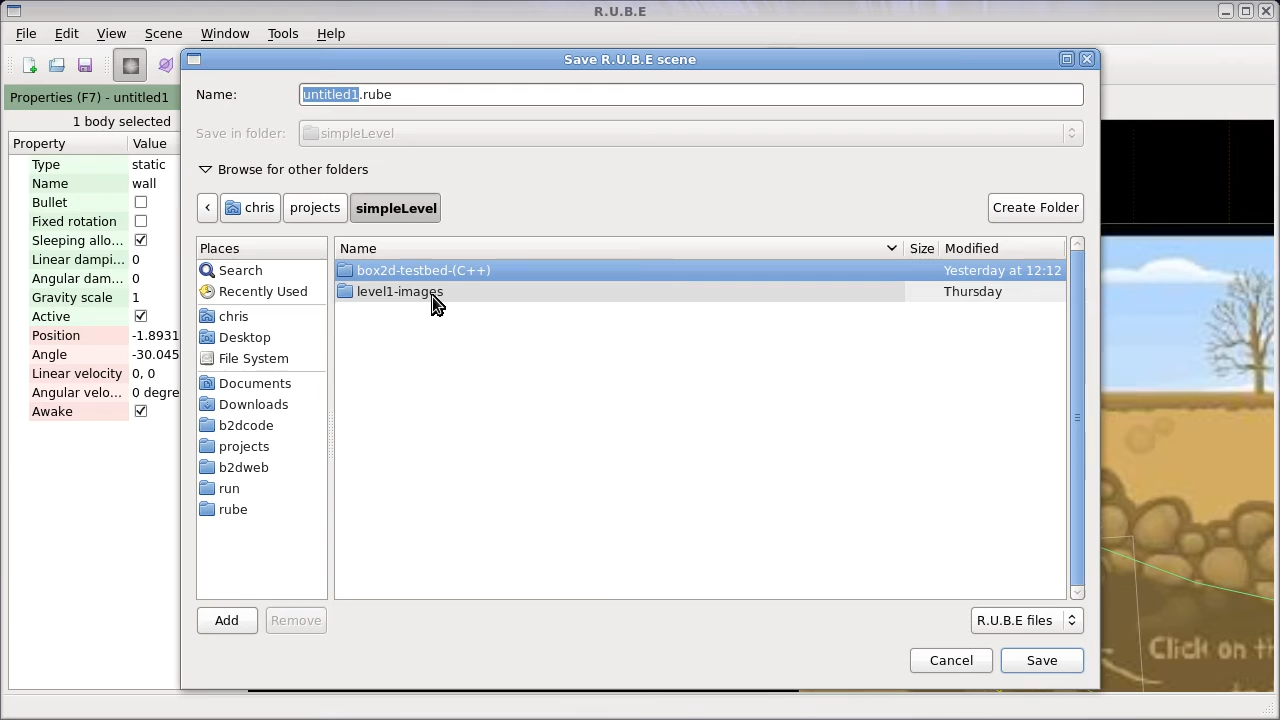 R.U.B.E
File Edit View Scene Window Tools Help
Save R.U.B.E scene
Properties (F7) - untitled1
1 body selected
Property Value
Type static
Name wall
Bullet
Fixed rotation
Sleeping allo...
Linear dampi... 0
Angular dam... 0
Gravity scale 1
Active
Position -1.8931
Angle -30.045
Linear velocity 0, 0
Angular velo... 0 degre
Awake
Name: untitled1.rube
Save in folder: simpleLevel
Browse for other folders
chris projects simpleLevel Create Folder
Places
Search
Recently Used
chris
Desktop
File System
Documents
Downloads
b2dcode
projects
b2dweb
run
rube
Name Size Modified
box2d-testbed-(C++) Yesterday at 12:12
level1-images Thursday
Add Remove R.U.B.E files
Cancel Save
Click on